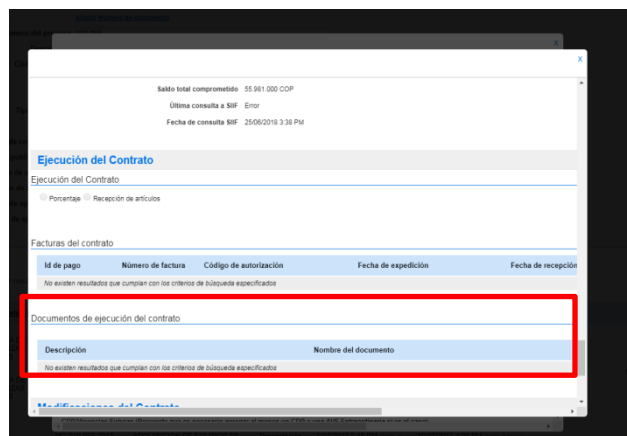 X
X
Saldo total comprometido 55.981.000 COP
Última consulta a SIIF Error
Fecha de consulta SIIF 25/06/2018 3:38 PM
Ejecución del Contrato
Ejecución del Contrato
Porcentaje Recepción de artículos
Facturas del contrato
Id de pago Número de factura Código de autorización Fecha de expedición Fecha de recepción
No existen resultados que cumplan con los criterios de búsqueda especificados
Documentos de ejecución del contrato
Descripción Nombre del documento
No existen resultados que cumplan con los criterios de búsqueda especificados
Modificaciones del Contrato